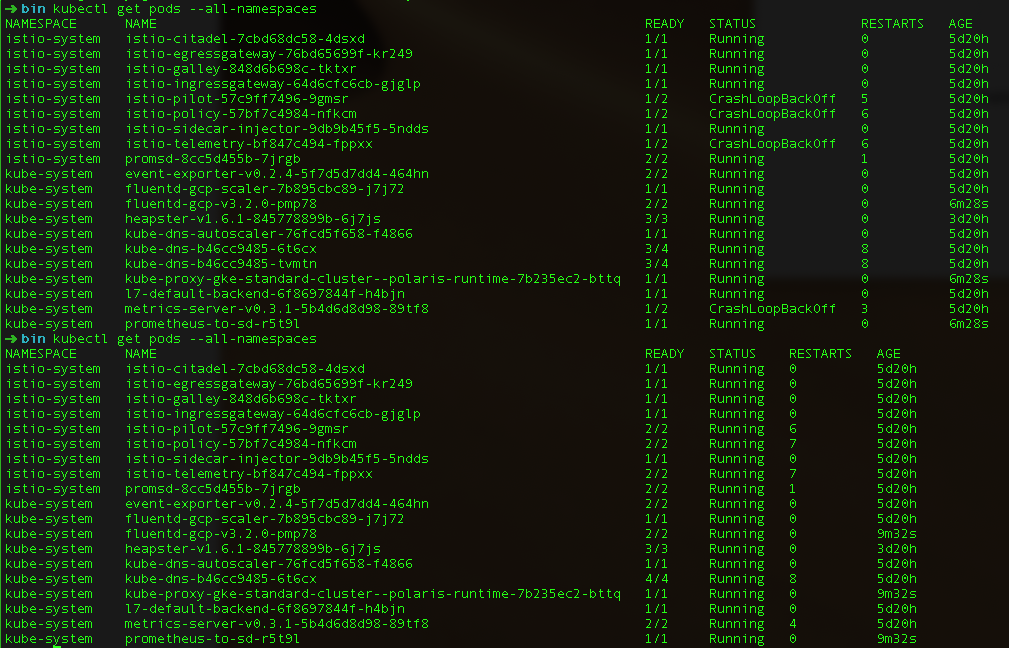 ➔ bin kubectl get pods --all-namespaces
NAMESPACE NAME READY STATUS RESTARTS AGE
istio-system istio-citadel-7cbd68dc58-4dsxd 1/1 Running 0 5d20h
istio-system istio-egressgateway-76bd65699f-kr249 1/1 Running 0 5d20h
istio-system istio-galley-848d6b698c-tktxr 1/1 Running 0 5d20h
istio-system istio-ingressgateway-64d6cfc6cb-gjglp 1/1 Running 0 5d20h
istio-system istio-pilot-57c9ff7496-9gmsr 1/2 CrashLoopBackOff 5 5d20h
istio-system istio-policy-57bf7c4984-nfkcm 1/2 CrashLoopBackOff 6 5d20h
istio-system istio-sidecar-injector-9db9b45f5-5ndds 1/1 Running 0 5d20h
istio-system istio-telemetry-bf847c494-fppxx 1/2 CrashLoopBackOff 6 5d20h
istio-system promsd-8cc5d455b-7jrgb 2/2 Running 1 5d20h
kube-system event-exporter-v0.2.4-5f7d5d7dd4-464hn 2/2 Running 0 5d20h
kube-system fluentd-gcp-scaler-7b895cbc89-j7j72 1/1 Running 0 5d20h
kube-system fluentd-gcp-v3.2.0-pmp78 2/2 Running 0 6m28s
kube-system heapster-v1.6.1-845778899b-6j7js 3/3 Running 0 3d20h
kube-system kube-dns-autoscaler-76fcd5f658-f4866 1/1 Running 0 5d20h
kube-system kube-dns-b46cc9485-6t6cx 3/4 Running 8 5d20h
kube-system kube-dns-b46cc9485-tvmtn 3/4 Running 8 5d20h
kube-system kube-proxy-gke-standard-cluster--polaris-runtime-7b235ec2-bttq 1/1 Running 0 6m28s
kube-system l7-default-backend-6f8697844f-h4bjn 1/1 Running 0 5d20h
kube-system metrics-server-v0.3.1-5b4d6d8d98-89tf8 1/2 CrashLoopBackOff 3 5d20h
kube-system prometheus-to-sd-r5t9l 1/1 Running 0 6m28s
➔ bin kubectl get pods --all-namespaces
NAMESPACE NAME READY STATUS RESTARTS AGE
istio-system istio-citadel-7cbd68dc58-4dsxd 1/1 Running 0 5d20h
istio-system istio-egressgateway-76bd65699f-kr249 1/1 Running 0 5d20h
istio-system istio-galley-848d6b698c-tktxr 1/1 Running 0 5d20h
istio-system istio-ingressgateway-64d6cfc6cb-gjglp 1/1 Running 0 5d20h
istio-system istio-pilot-57c9ff7496-9gmsr 2/2 Running 6 5d20h
istio-system istio-policy-57bf7c4984-nfkcm 2/2 Running 7 5d20h
istio-system istio-sidecar-injector-9db9b45f5-5ndds 1/1 Running 0 5d20h
istio-system istio-telemetry-bf847c494-fppxx 2/2 Running 7 5d20h
istio-system promsd-8cc5d455b-7jrgb 2/2 Running 1 5d20h
kube-system event-exporter-v0.2.4-5f7d5d7dd4-464hn 2/2 Running 0 5d20h
kube-system fluentd-gcp-scaler-7b895cbc89-j7j72 1/1 Running 0 5d20h
kube-system fluentd-gcp-v3.2.0-pmp78 2/2 Running 0 9m32s
kube-system heapster-v1.6.1-845778899b-6j7js 3/3 Running 0 3d20h
kube-system kube-dns-autoscaler-76fcd5f658-f4866 1/1 Running 0 5d20h
kube-system kube-dns-b46cc9485-6t6cx 4/4 Running 8 5d20h
kube-system kube-proxy-gke-standard-cluster--polaris-runtime-7b235ec2-bttq 1/1 Running 0 9m32s
kube-system l7-default-backend-6f8697844f-h4bjn 1/1 Running 0 5d20h
kube-system metrics-server-v0.3.1-5b4d6d8d98-89tf8 2/2 Running 4 5d20h
kube-system prometheus-to-sd-r5t9l 1/1 Running 0 9m32s